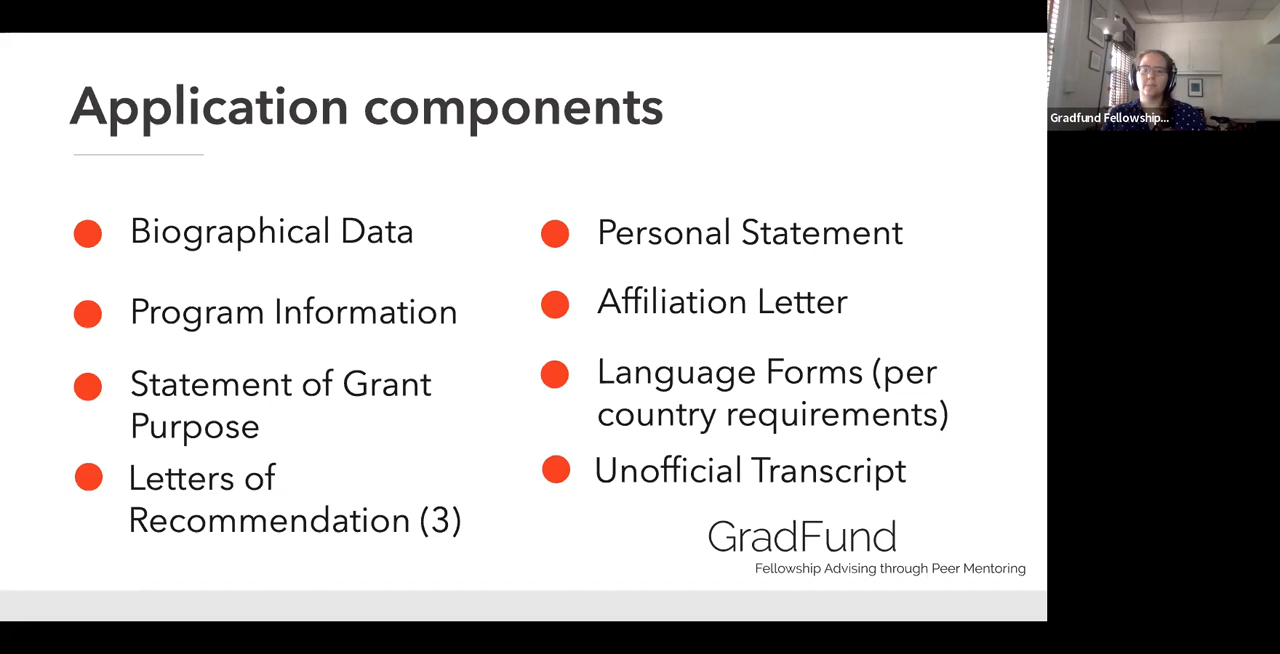 Application components
Biographical Data
Program Information
Statement of Grant
Purpose
Letters of
Recommendation (3)
Personal Statement
Affiliation Letter
Language Forms (per
country requirements)
Unofficial Transcript
GradFund
Fellowship Advising through Peer Mentoring
Gradfund Fellowship...